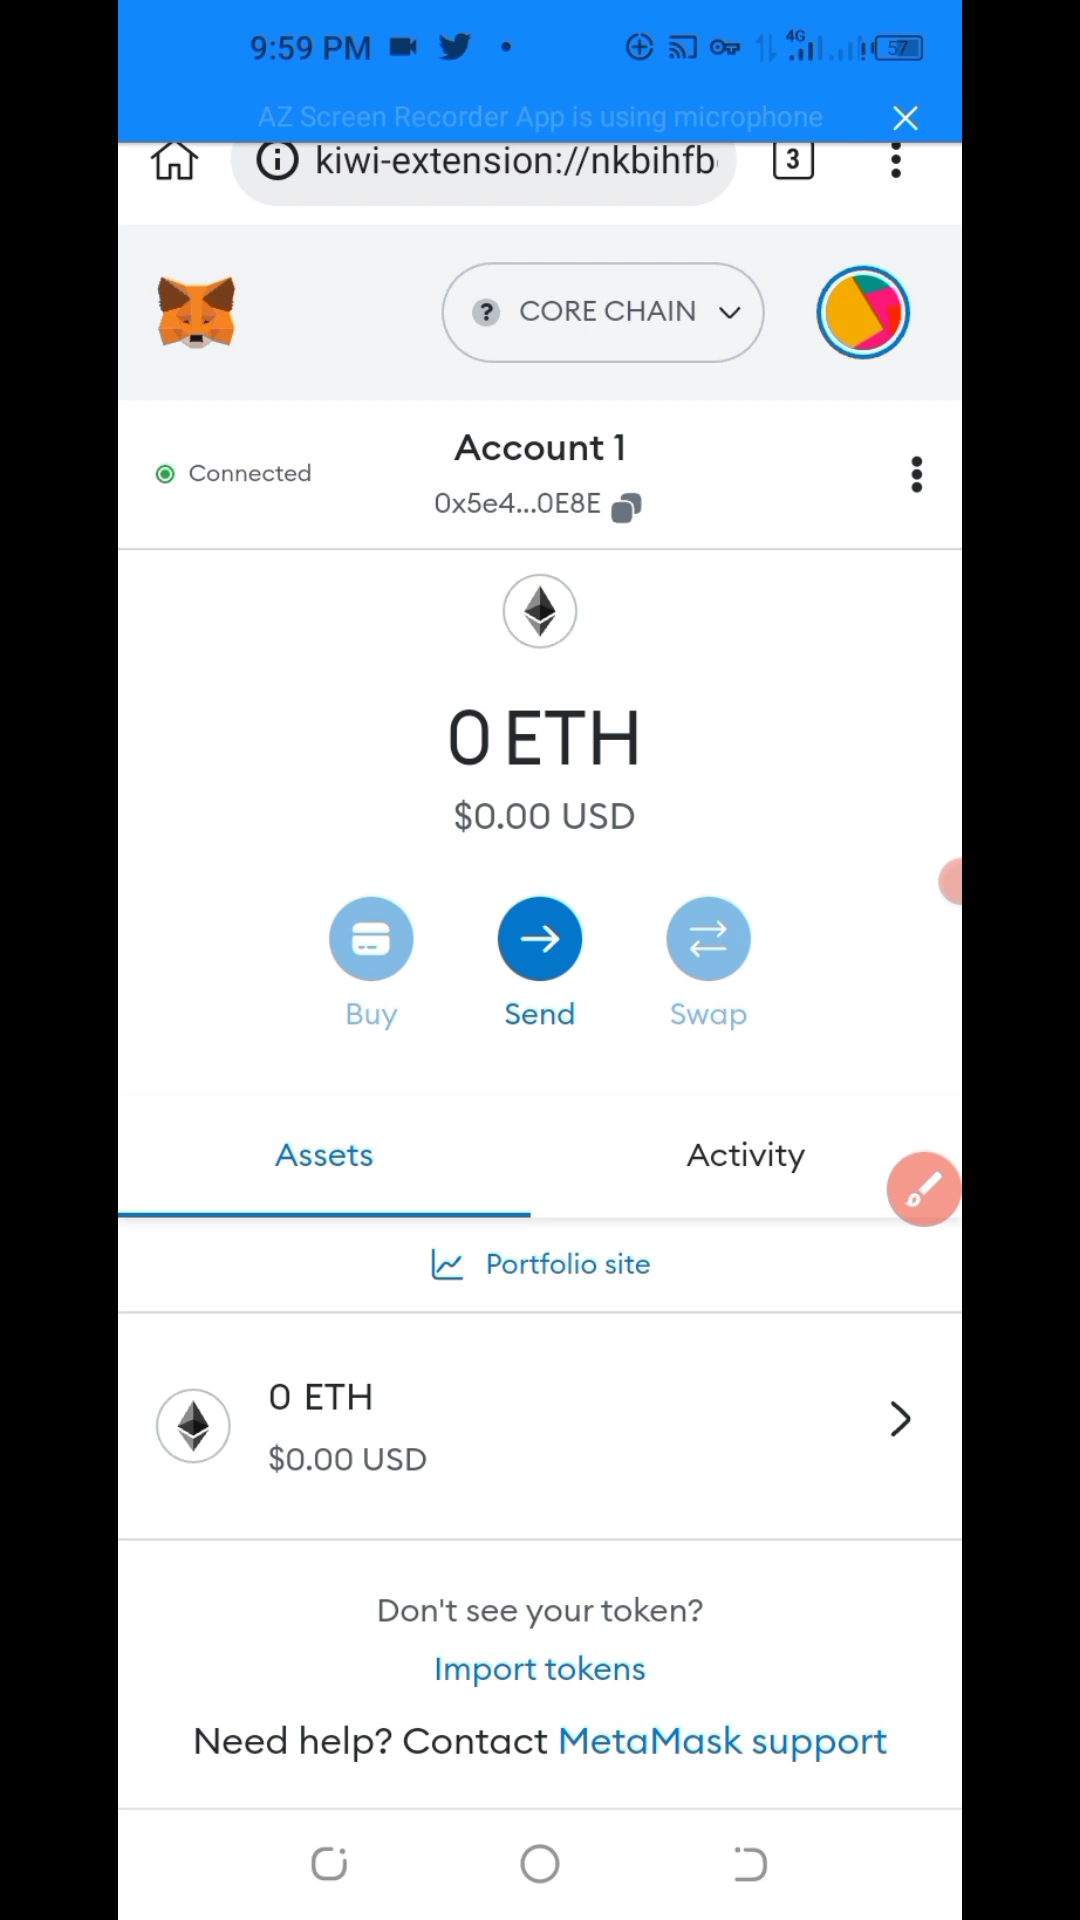 9:59 PM 4G 57
AZ Screen Recorder App is using microphone
kiwi-extension://nkbihfb 3
? CORE CHAIN
Account 1
Connected
0x5e4...0E8E
0 ETH
$0.00 USD
Buy Send Swap
Assets Activity
Portfolio site
0 ETH
$0.00 USD
Don't see your token?
Import tokens
Need help? Contact MetaMask support